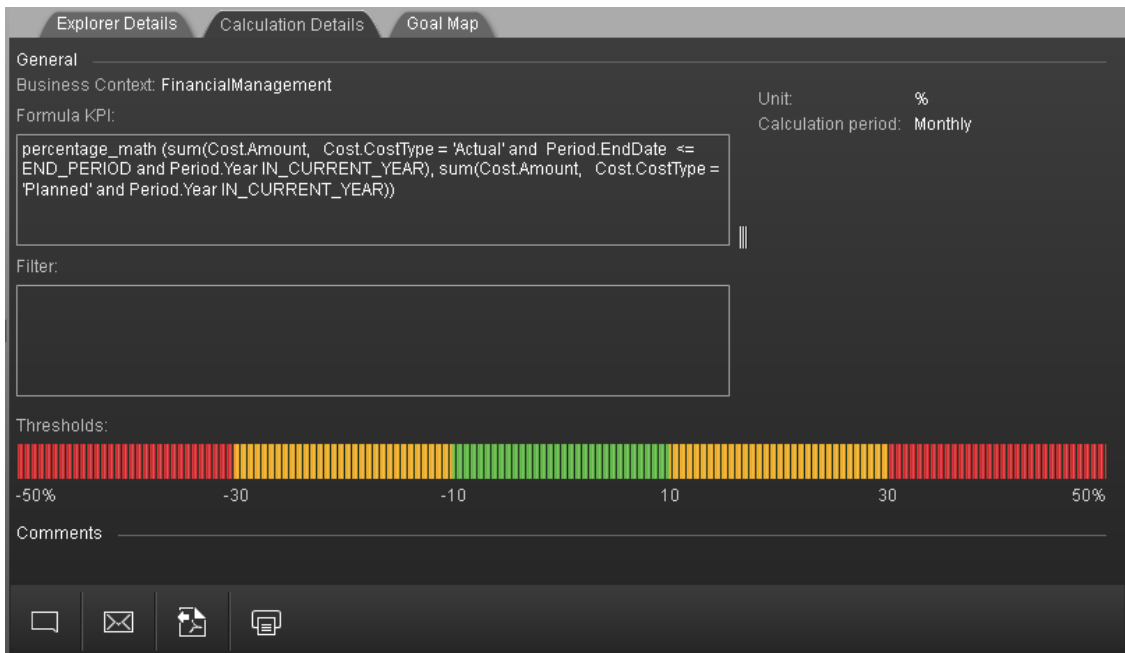 Explorer Details Calculation Details Goal Map
General
Business Context: FinancialManagement
Unit: %
Formula KPI:
Calculation period: Monthly
percentage_math (sum(Cost.Amount, Cost.CostType = 'Actual' and Period.EndDate <=
END_PERIOD and Period.Year IN_CURRENT_YEAR), sum(Cost.Amount, Cost.CostType =
'Planned' and Period.Year IN_CURRENT_YEAR))
Filter:
Thresholds:
-50% -30 -10 10 30 50%
Comments